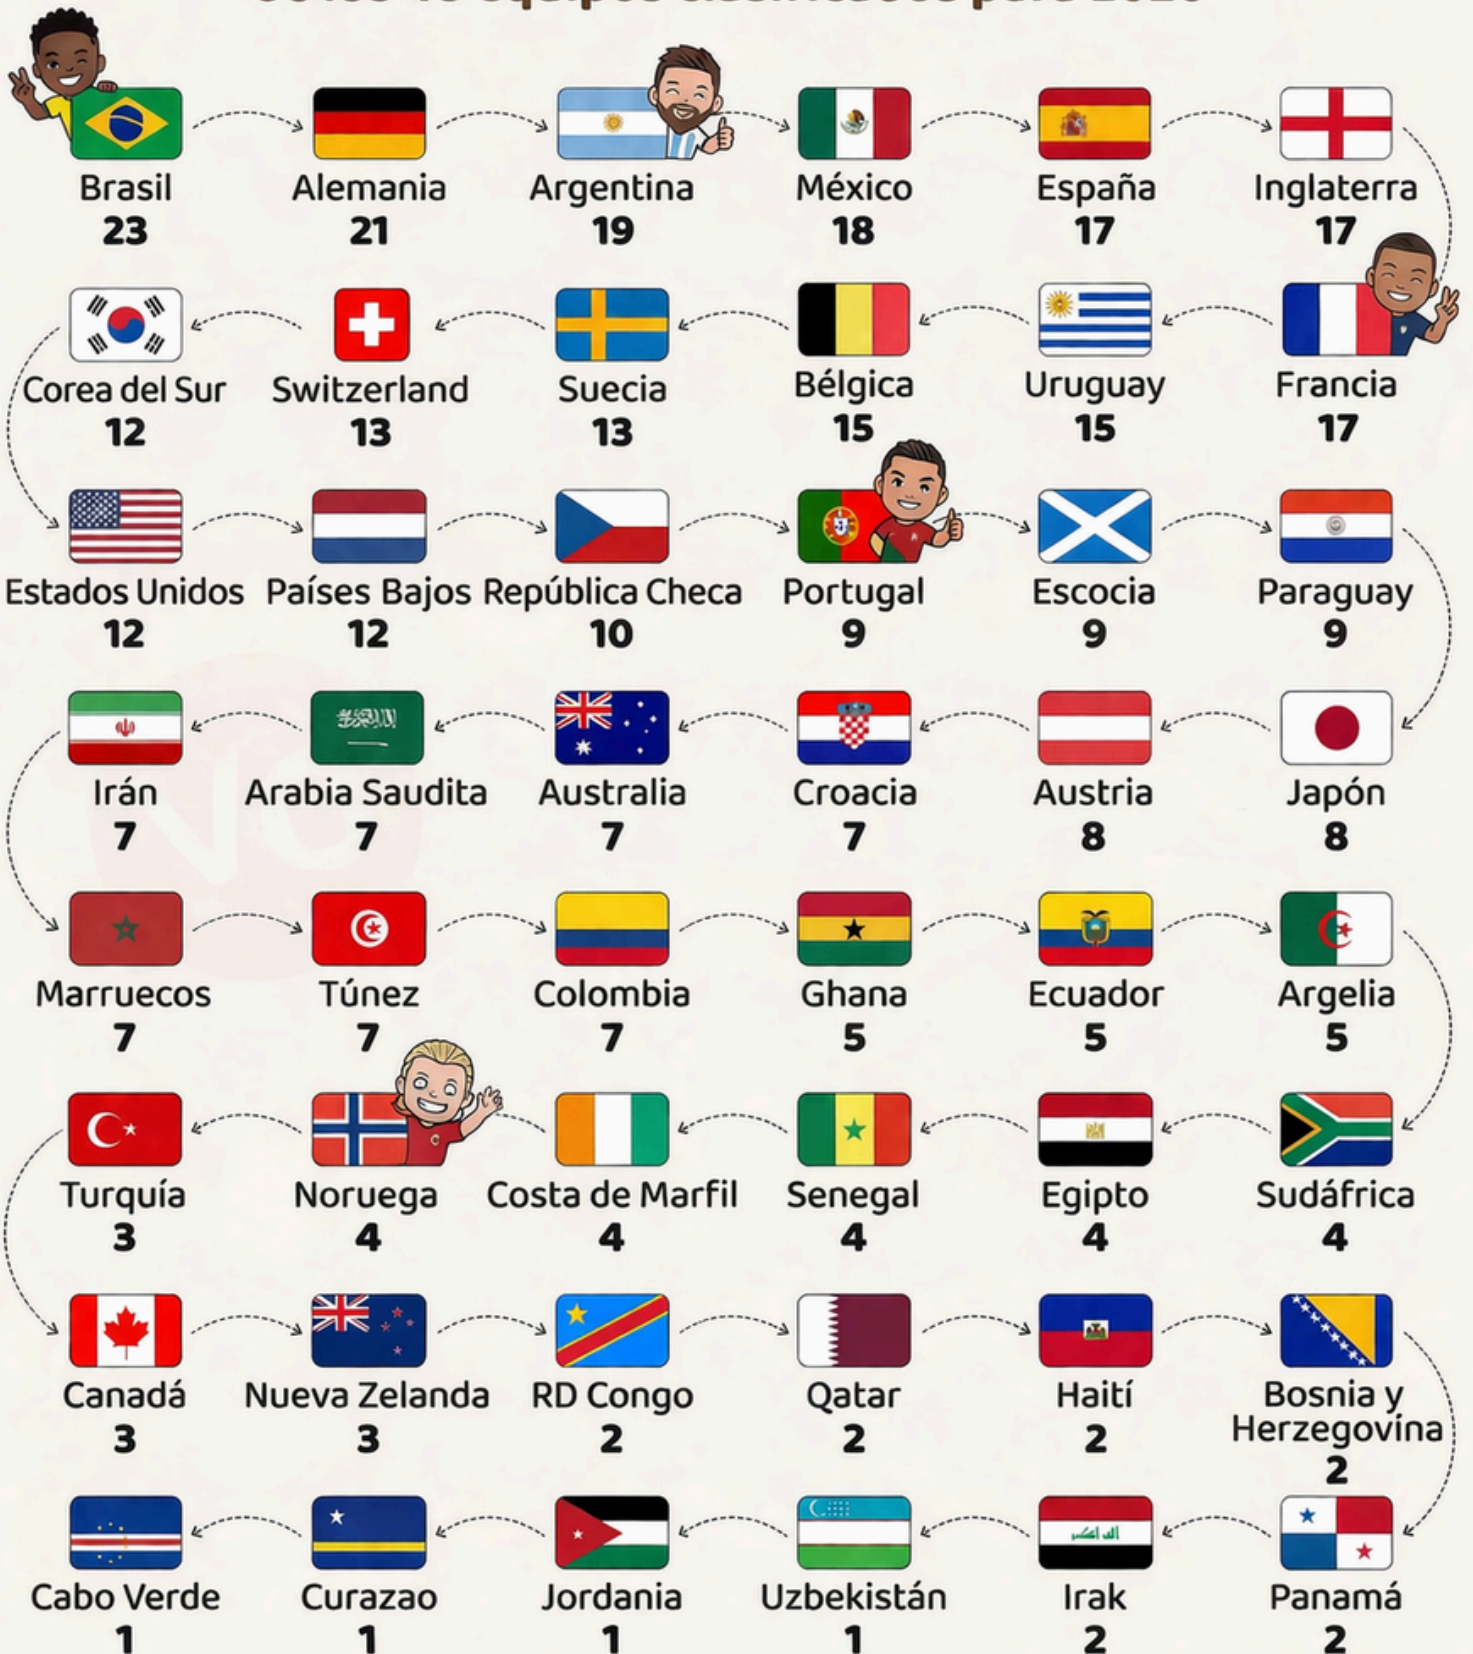 Brasil Alemania Argentina México España Inglaterra
23 21 19 18 17 17
Corea del Sur Switzerland Suecia Bélgica Uruguay Francia
12 13 13 15 15 17
Estados Unidos Países Bajos República Checa Portugal Escocia Paraguay
12 12 10 9 9 9
Irán Arabia Saudita Australia Croacia Austria Japón
7 7 7 7 8 8
Marruecos Túnez Colombia Ghana Ecuador Argelia
7 7 7 5 5 5
Turquía Noruega Costa de Marfil Senegal Egipto Sudáfrica
3 4 4 4 4 4
Canadá Nueva Zelanda RD Congo Qatar Haití Bosnia y
Herzegovina
3 3 2 2 2 2
Cabo Verde Curazao Jordania Uzbekistán Irak Panamá
1 1 1 1 2 2